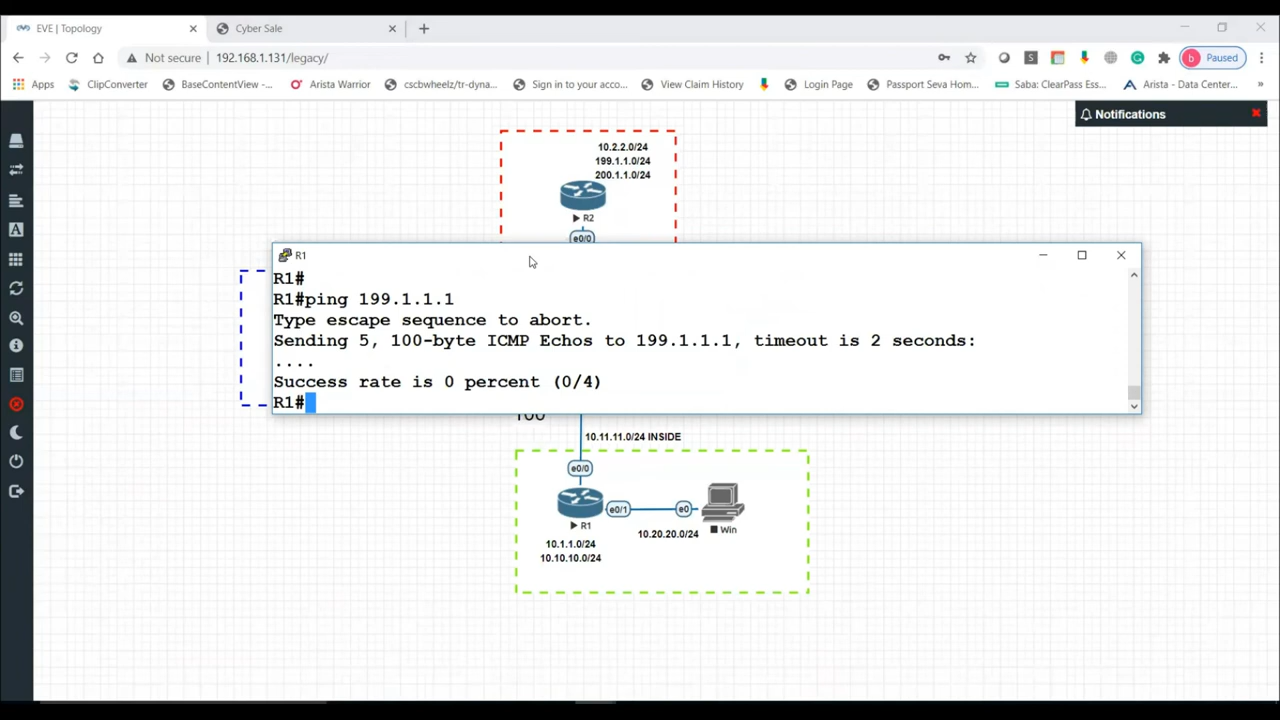 EVE | Topology
Cyber Sale
Not secure
192.168.1.131/legacy/
b
Paused
Apps
ClipConverter
BaseContentView -...
Arista Warrior
cscbwheelz/tr-dyna...
Sign in to your acco...
View Claim History
Login Page
Passport Seva Hom...
Saba: ClearPass Ess...
Arista - Data Center...
»
Notifications
10.2.2.0/24
199.1.1.0/24
200.1.1.0/24
R2
e0/0
R1
R1#
R1#ping 199.1.1.1
Type escape sequence to abort.
Sending 5, 100-byte ICMP Echos to 199.1.1.1, timeout is 2 seconds:
....
Success rate is 0 percent (0/4)
R1#
100
10.11.11.0/24 INSIDE
e0/0
e0/1
e0
R1
Win
10.20.20.0/24
10.1.1.0/24
10.10.10.0/24